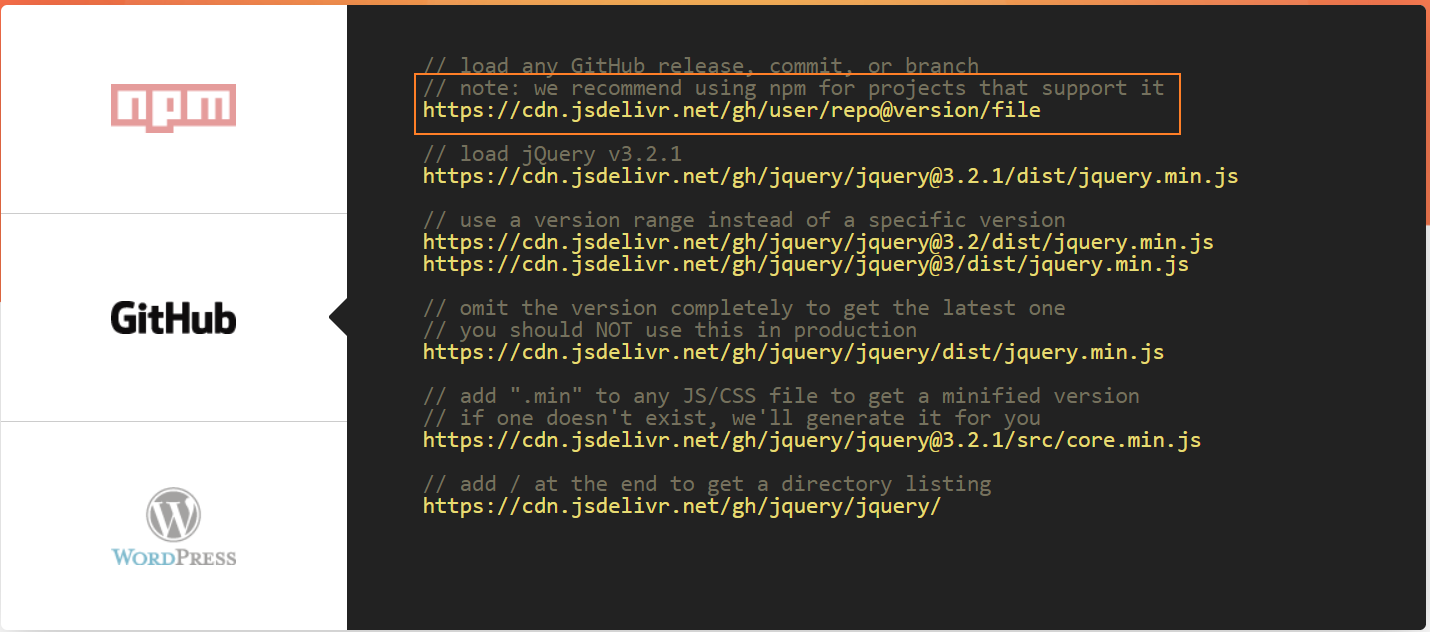 npm
GitHub
WORDPRESS
// load any GitHub release, commit, or branch
// note: we recommend using npm for projects that support it
https://cdn.jsdelivr.net/gh/user/repo@version/file
// load jQuery v3.2.1
https://cdn.jsdelivr.net/gh/jquery/jquery@3.2.1/dist/jquery.min.js
// use a version range instead of a specific version
https://cdn.jsdelivr.net/gh/jquery/jquery@3.2/dist/jquery.min.js
https://cdn.jsdelivr.net/gh/jquery/jquery@3/dist/jquery.min.js
// omit the version completely to get the latest one
// you should NOT use this in production
https://cdn.jsdelivr.net/gh/jquery/jquery/dist/jquery.min.js
// add ".min" to any JS/CSS file to get a minified version
// if one doesn't exist, we'll generate it for you
https://cdn.jsdelivr.net/gh/jquery/jquery@3.2.1/src/core.min.js
// add / at the end to get a directory listing
https://cdn.jsdelivr.net/gh/jquery/jquery/